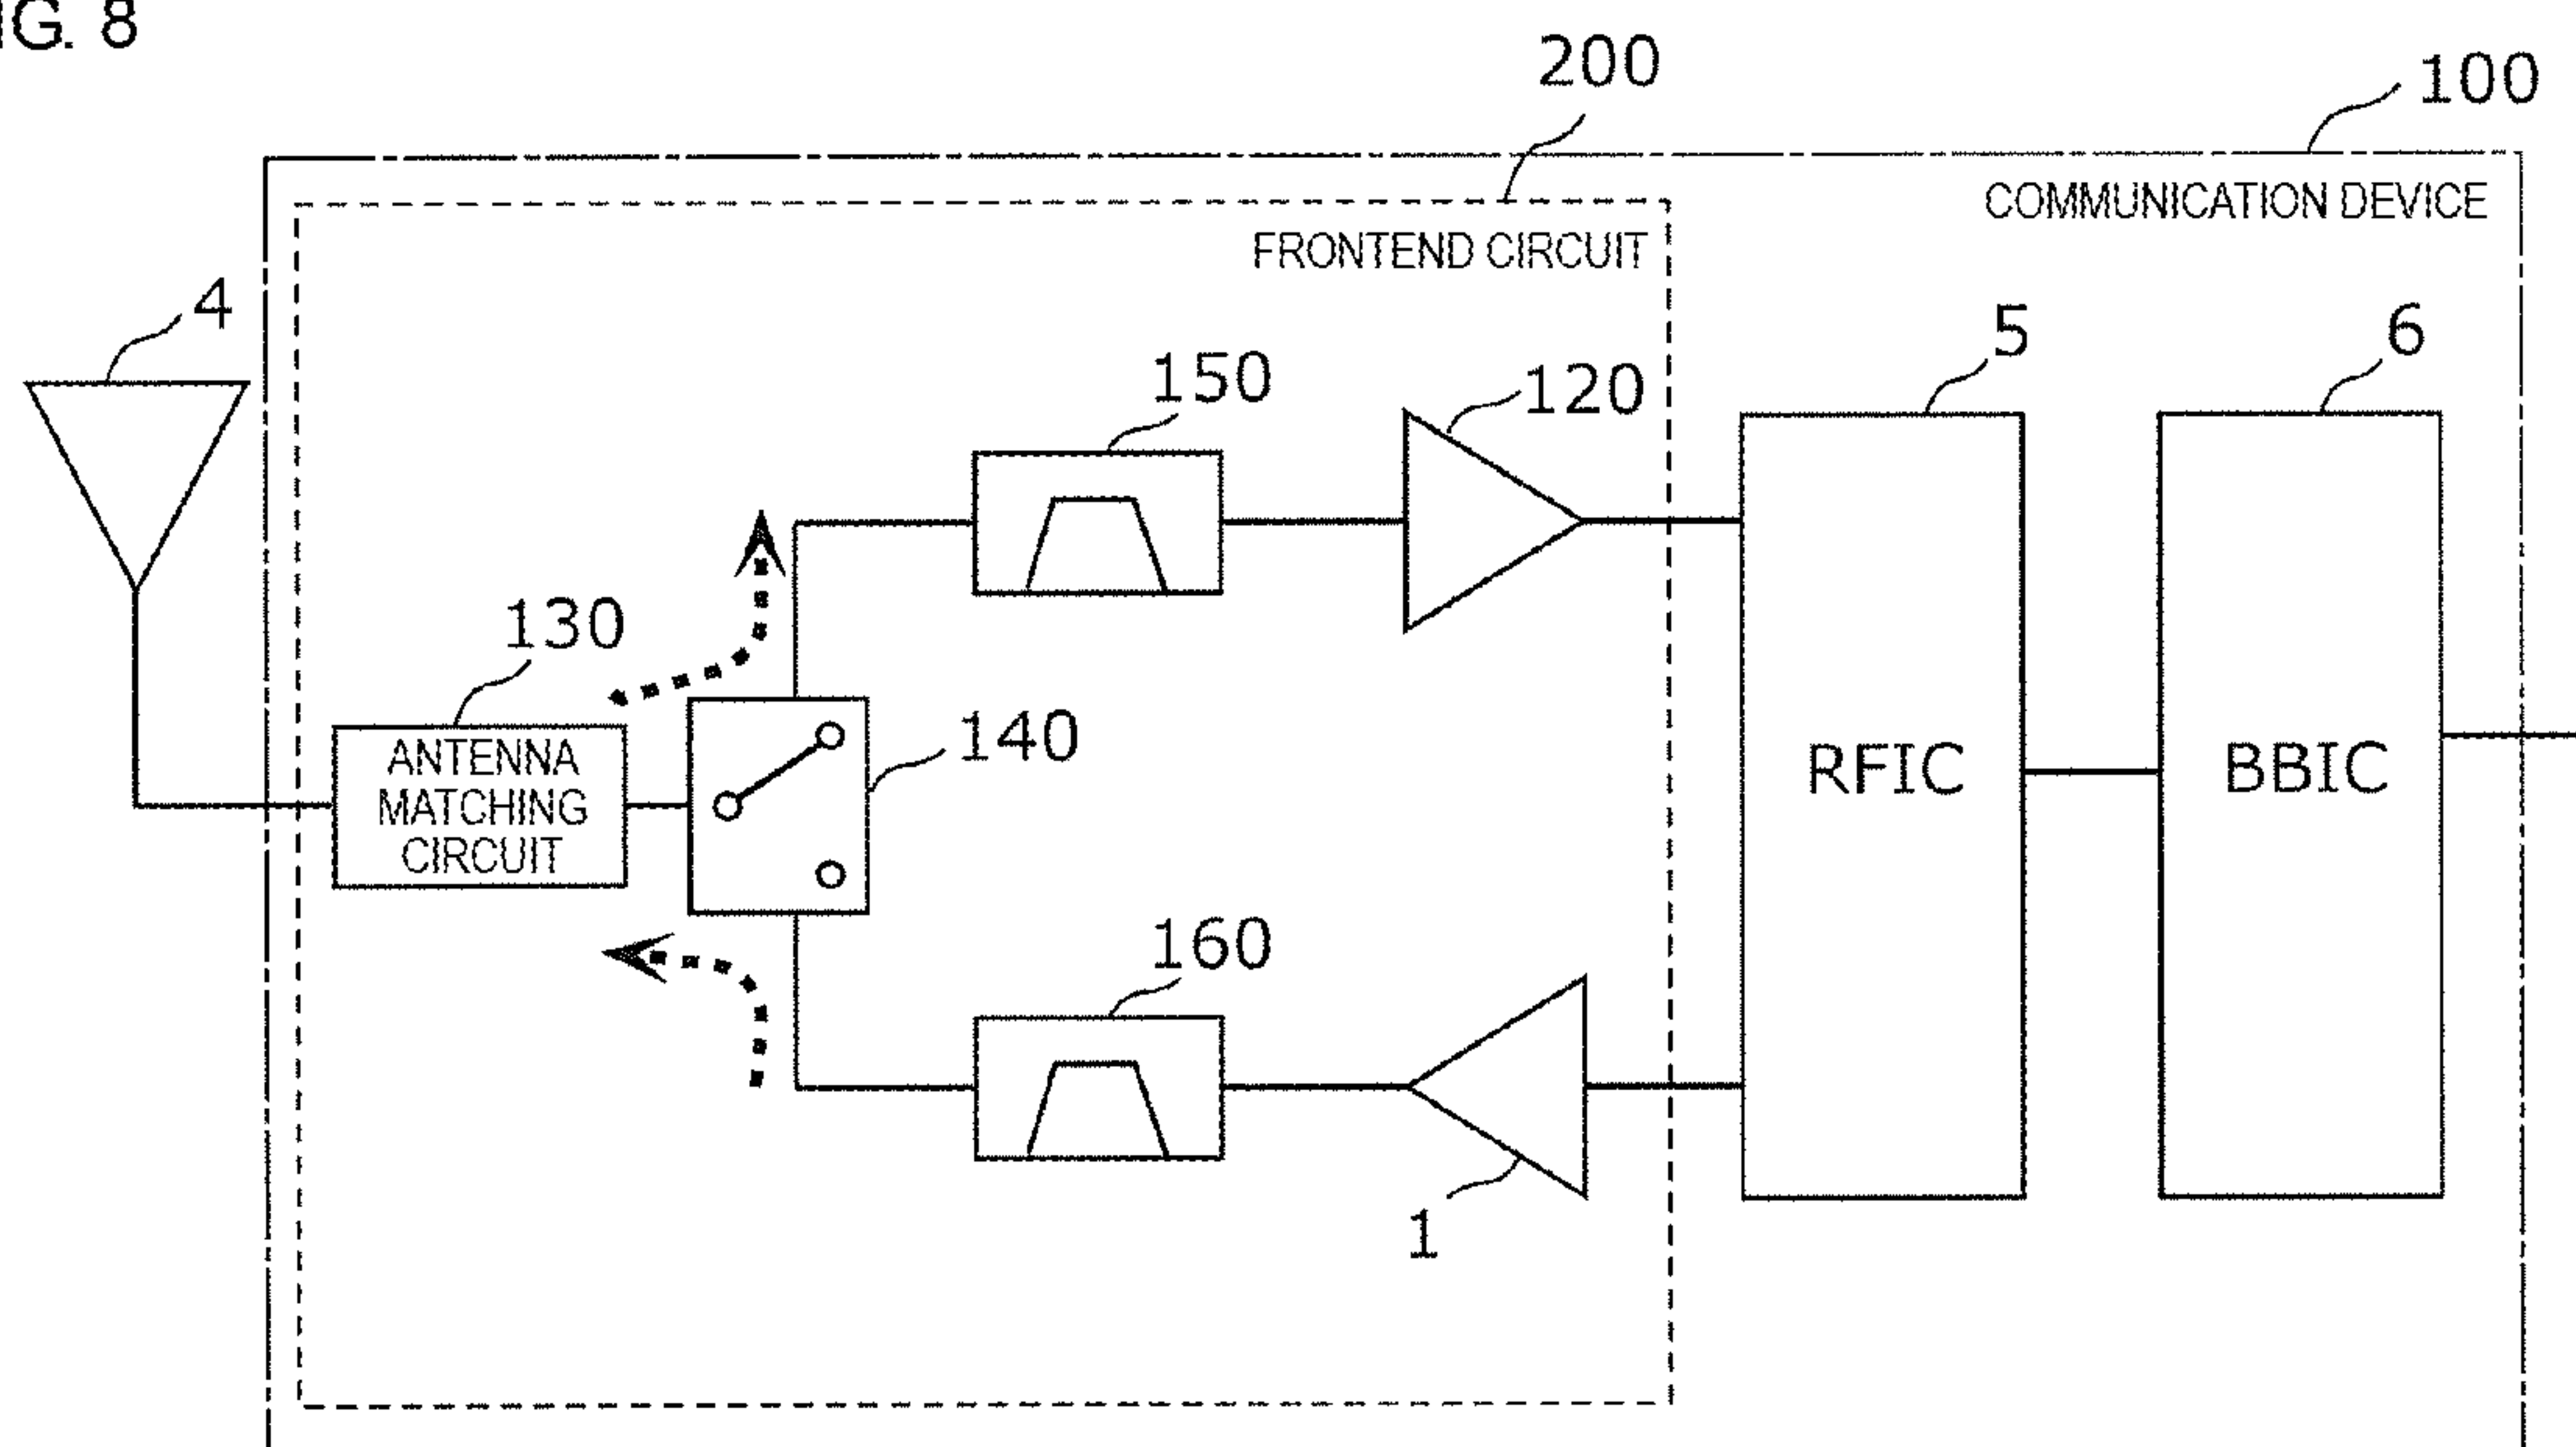 IG. 8
200
100
COMMUNICATION DEVICE
FRONTEND CIRCUIT
4
5
6
150
120
130
ANTENNA
MATCHING
CIRCUIT
140
RFIC
BBIC
160
1